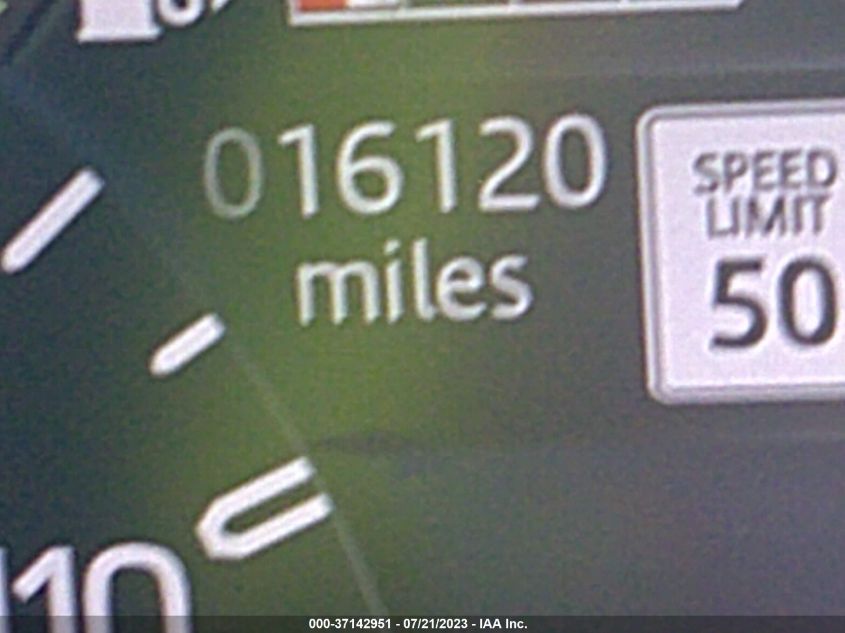 016120
miles
SPEED
LIMIT
50
110
000-37142951 - 07/21/2023 - IAA Inc.